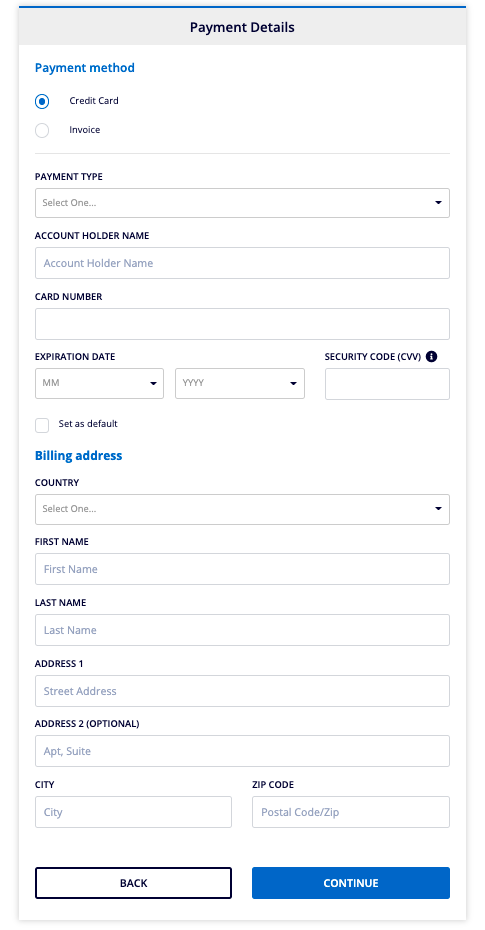 Payment Details
Payment method
Credit Card
Invoice
PAYMENT TYPE
Select One...
ACCOUNT HOLDER NAME
Account Holder Name
CARD NUMBER
EXPIRATION DATE SECURITY CODE (CVV) i
MM YYYY
Set as default
Billing address
COUNTRY
Select One...
FIRST NAME
First Name
LAST NAME
Last Name
ADDRESS 1
Street Address
ADDRESS 2 (OPTIONAL)
Apt, Suite
CITY ZIP CODE
City Postal Code/Zip
BACK CONTINUE